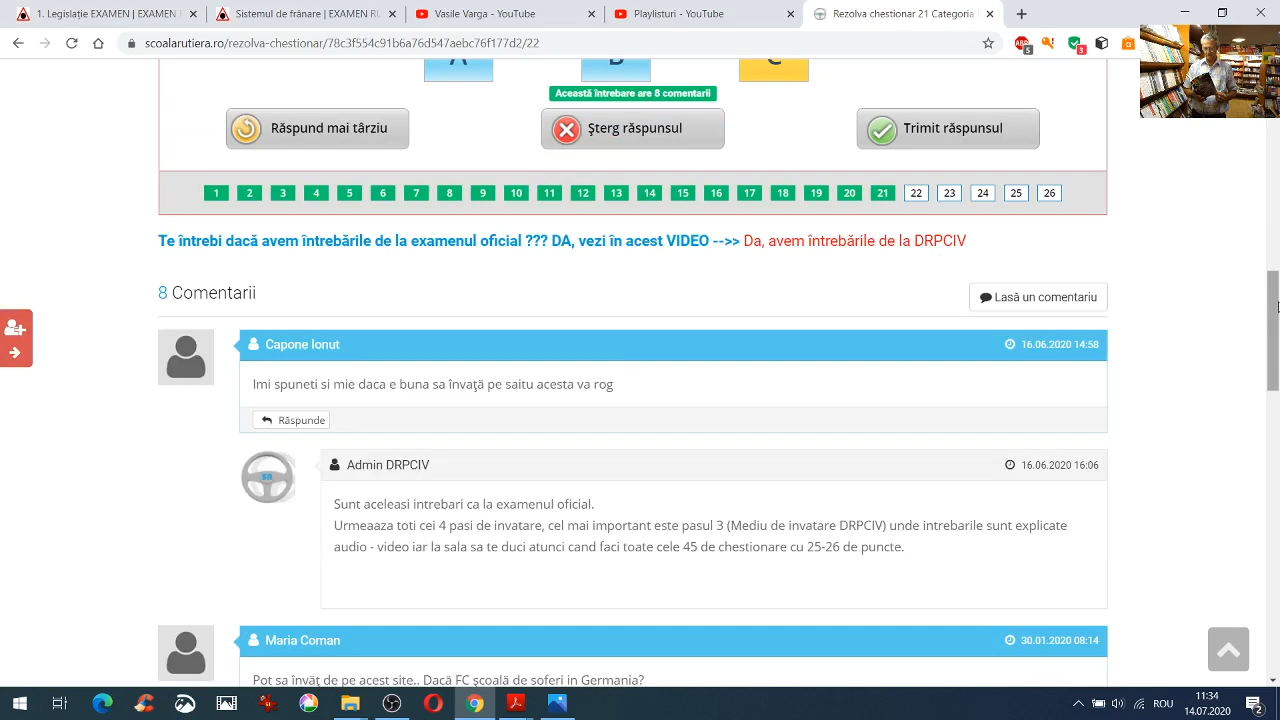 1. Legislație EXAMEN
Sistemul de frânare | EXAMEN R
Vasile Varga - YouTube
Playlisturi - YouTube
Rezolva chestionar 21 Categoria
scoalarutiera.ro/rezolva-chestionar/
ABP
5
3
a
A
B
C
Această întrebare are 8 comentarii
Răspund mai târziu
Şterg răspunsul
Trimit răspunsul
1 2 3 4 5 6 7 8 9 10 11 12 13 14 15 16 17 18 19 20 21 22 23 24 25 26
Te întrebi dacă avem întrebările de la examenul oficial ??? DA, vezi în acest VIDEO -->> Da, avem întrebările de la DRPCIV
8 Comentarii
Lasă un comentariu
Capone Ionut
16.06.2020 14:58
Imi spuneti si mie daca e buna sa învaţă pe saitu acesta va rog
Răspunde
SR
Admin DRPCIV
16.06.2020 16:06
Sunt aceleasi intrebari ca la examenul oficial.
Urmeaaza toti cei 4 pasi de invatare, cel mai important este pasul 3 (Mediu de invatare DRPCIV) unde intrebarile sunt explicate
audio - video iar la sala sa te duci atunci cand faci toate cele 45 de chestionare cu 25-26 de puncte.
Maria Coman
30.01.2020 08:14
Pot sa învăţ de pe acest site.. Dacă FC şcoală de soferi in Germania?
ROU
11:34
14.07.2020
2